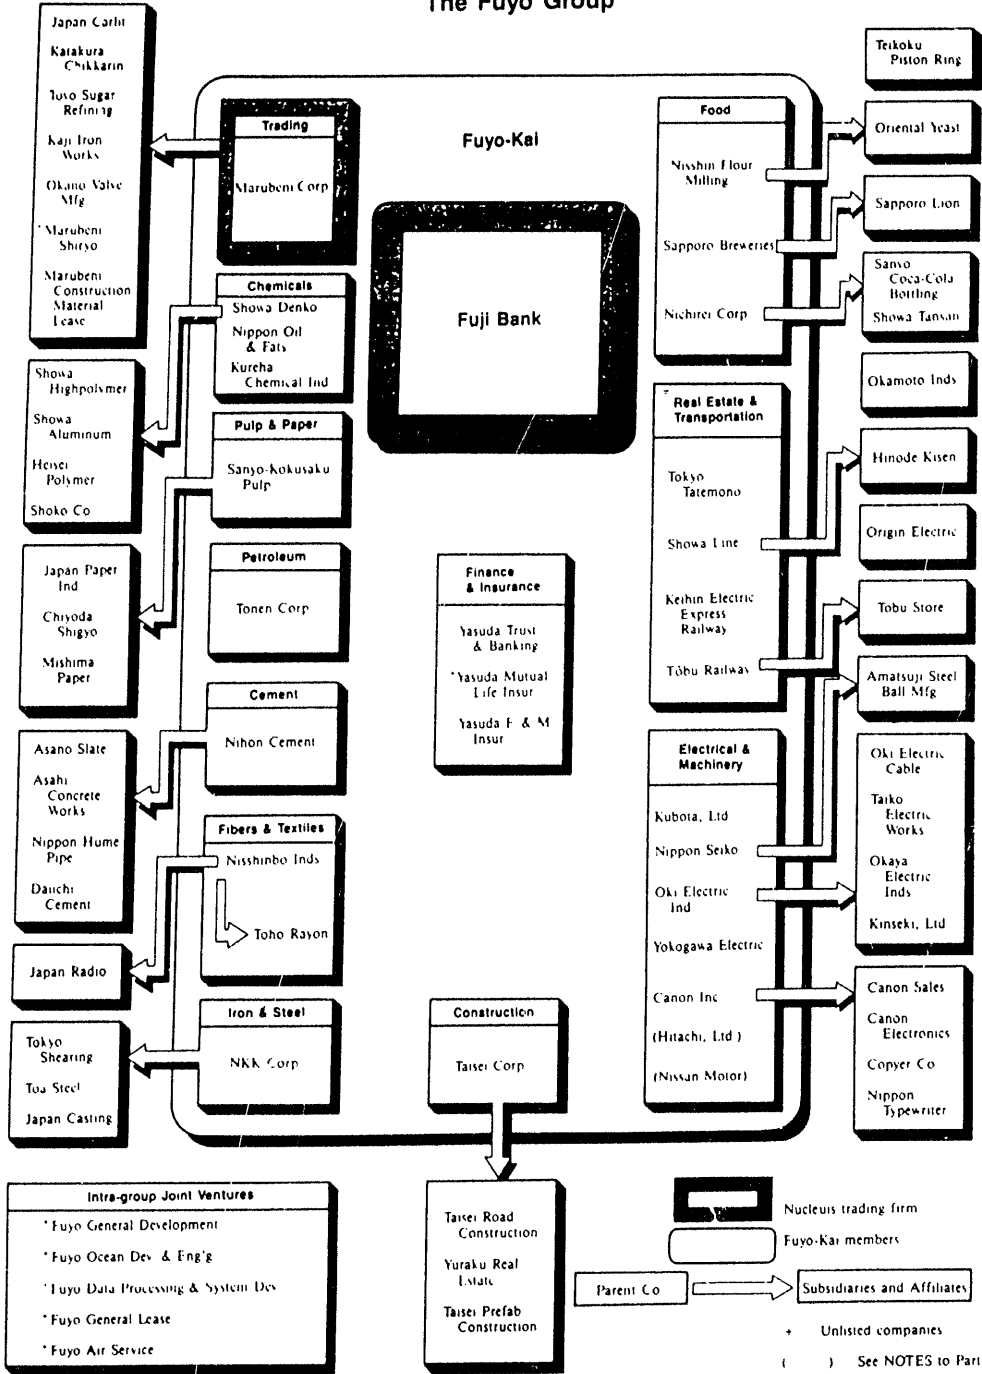 The Fuyo Group
Japan Carlit
Katakura
Chikkarin
Toyo Sugar
Refining
Kaji Iron
Works
Okano Valve
Mfg
*Marubeni
Shiryo
Marubeni
Construction
Material
Lease
Showa
Highpolymer
Showa
Aluminum
Heisei
Polymer
Shoko Co
Japan Paper
Ind
Chiyoda
Shigyo
Mishima
Paper
Asano Slate
Asahi
Concrete
Works
Nippon Hume
Pipe
Daiichi
Cement
Japan Radio
Tokyo
Shearing
Toa Steel
Japan Casting
Trading
Marubeni Corp
Chemicals
Showa Denko
Nippon Oil
& Fats
Kureha
Chemical Ind
Pulp & Paper
Sanyo-Kokusaku
Pulp
Petroleum
Tonen Corp
Cement
Nihon Cement
Fibers & Textiles
Nisshinbo Inds
Toho Rayon
Iron & Steel
NKK Corp
Fuyo-Kai
Fuji Bank
Finance
& Insurance
Yasuda Trust
& Banking
*Yasuda Mutual
Life Insur
Yasuda F & M
Insur
Construction
Taisei Corp
Food
Nisshin Flour
Milling
Sapporo Breweries
Nichirei Corp
Real Estate &
Transportation
Tokyo
Tatemono
Showa Line
Keihin Electric
Express
Railway
Tobu Railway
Electrical &
Machinery
Kubota, Ltd
Nippon Seiko
Oki Electric
Ind
Yokogawa Electric
Canon Inc
(Hitachi, Ltd )
(Nissan Motor)
Teikoku
Piston Ring
Oriental Yeast
Sapporo Lion
Sanyo
Coca-Cola
Bottling
Showa Tansan
Okamoto Inds
Hinode Kisen
Origin Electric
Tobu Store
Amatsuji Steel
Ball Mfg
Oki Electric
Cable
Taiko
Electric
Works
Okaya
Electric
Inds
Kinseki, Ltd
Canon Sales
Canon
Electronics
Copyer Co
Nippon
Typewriter
Intra-group Joint Ventures
*Fuyo General Development
*Fuyo Ocean Dev & Eng'g
*Fuyo Data Processing & System Dev
*Fuyo General Lease
*Fuyo Air Service
Taisei Road
Construction
Yuraku Real
Estate
Taisei Prefab
Construction
Nucleuis trading firm
Fuyo-Kai members
Parent Co
Subsidiaries and Affiliates
+ Unlisted companies
( ) See NOTES to Part